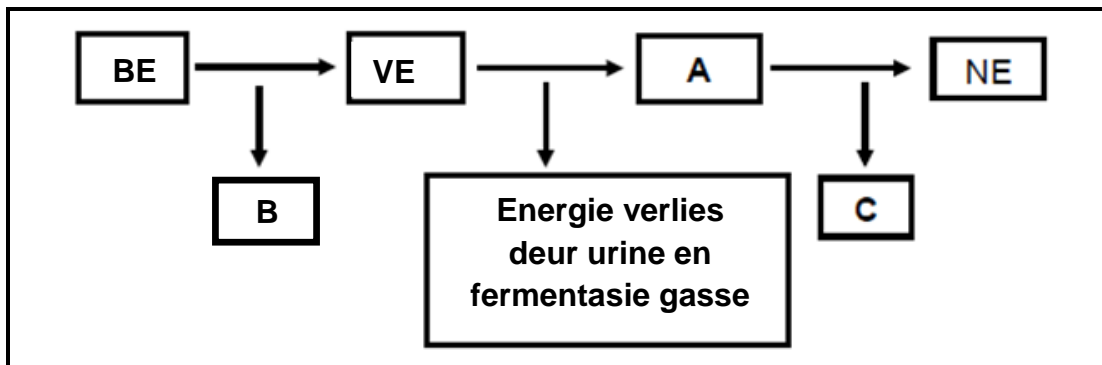 BE
VE
A
NE
B
Energie verlies
deur urine en
fermentasie gasse
C